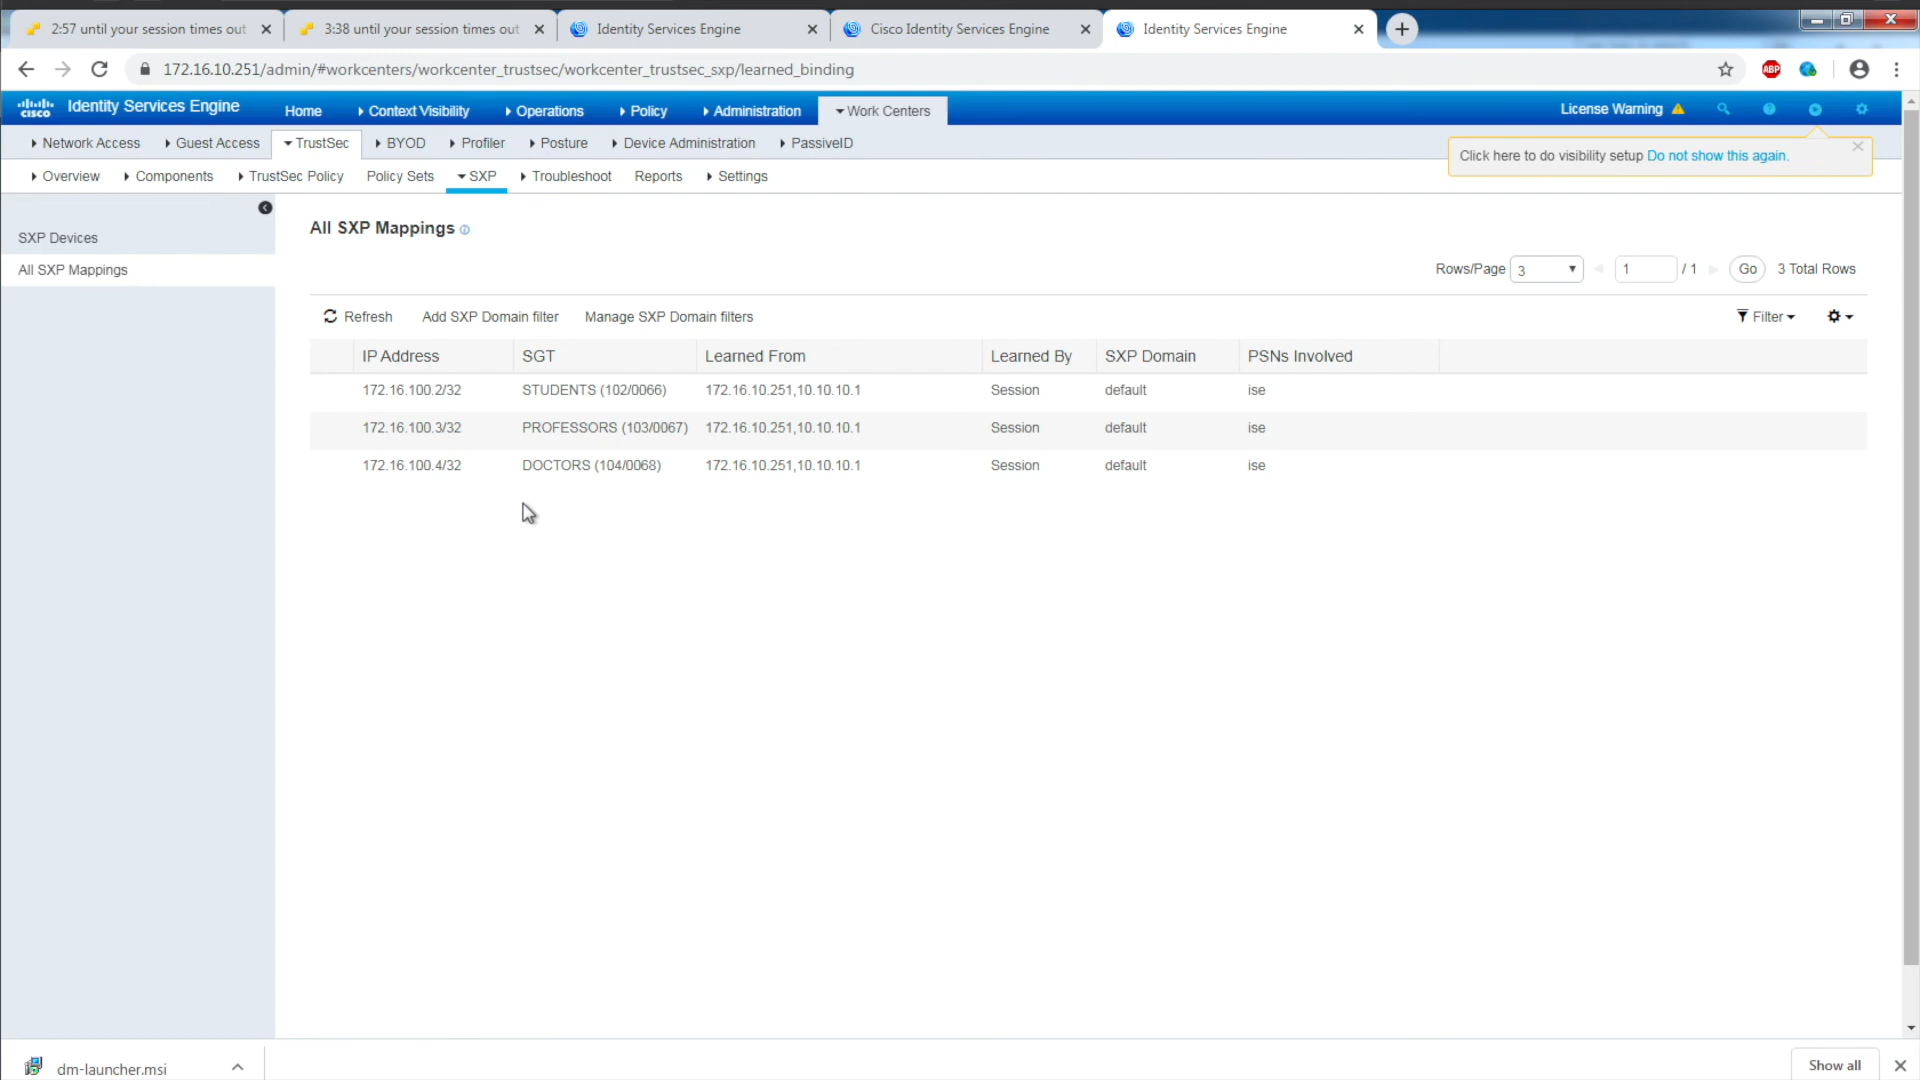 2:57 until your session times out
3:38 until your session times out
Identity Services Engine
Cisco Identity Services Engine
Identity Services Engine
172.16.10.251/admin/#workcenters/workcenter_trustsec/workcenter_trustsec_sxp/learned_binding
ABP
cisco Identity Services Engine
Home Context Visibility Operations Policy Administration Work Centers
License Warning
Network Access Guest Access TrustSec BYOD Profiler Posture Device Administration PassiveID
Click here to do visibility setup Do not show this again.
Overview Components TrustSec Policy Policy Sets SXP Troubleshoot Reports Settings
SXP Devices
All SXP Mappings
All SXP Mappings
Rows/Page 3 1 / 1 Go 3 Total Rows
Refresh Add SXP Domain filter Manage SXP Domain filters Filter
IP Address SGT Learned From Learned By SXP Domain PSNs Involved
172.16.100.2/32 STUDENTS (102/0066) 172.16.10.251,10.10.10.1 Session default ise
172.16.100.3/32 PROFESSORS (103/0067) 172.16.10.251,10.10.10.1 Session default ise
172.16.100.4/32 DOCTORS (104/0068) 172.16.10.251,10.10.10.1 Session default ise
dm-launcher.msi
Show all